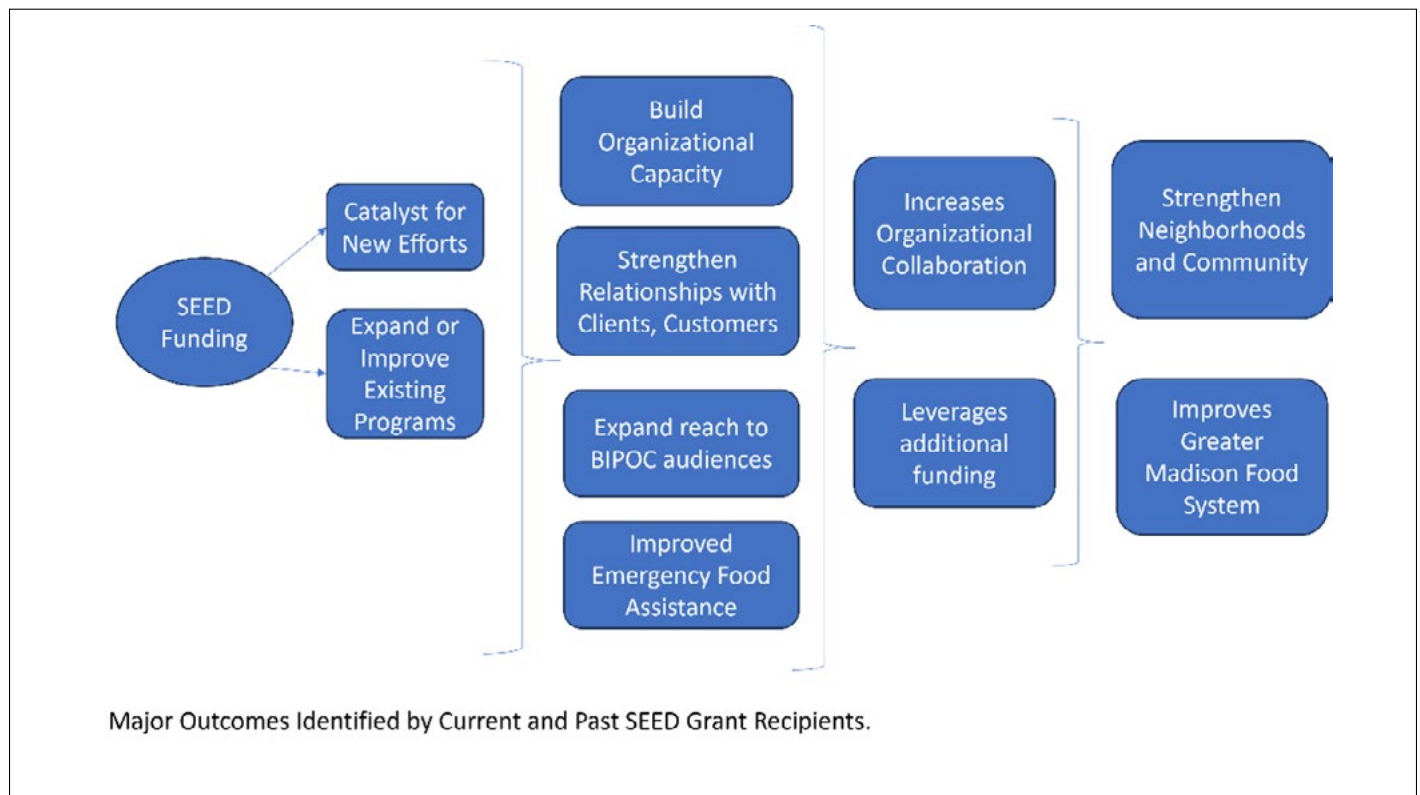 SEED
Funding
Catalyst for
New Efforts
Expand or
Improve
Existing
Programs
Build
Organizational
Capacity
Strengthen
Relationships with
Clients, Customers
Expand reach to
BIPOC audiences
Improved
Emergency Food
Assistance
Increases
Organizational
Collaboration
Leverages
additional
funding
Strengthen
Neighborhoods
and Community
Improves
Greater
Madison Food
System
Major Outcomes Identified by Current and Past SEED Grant Recipients.